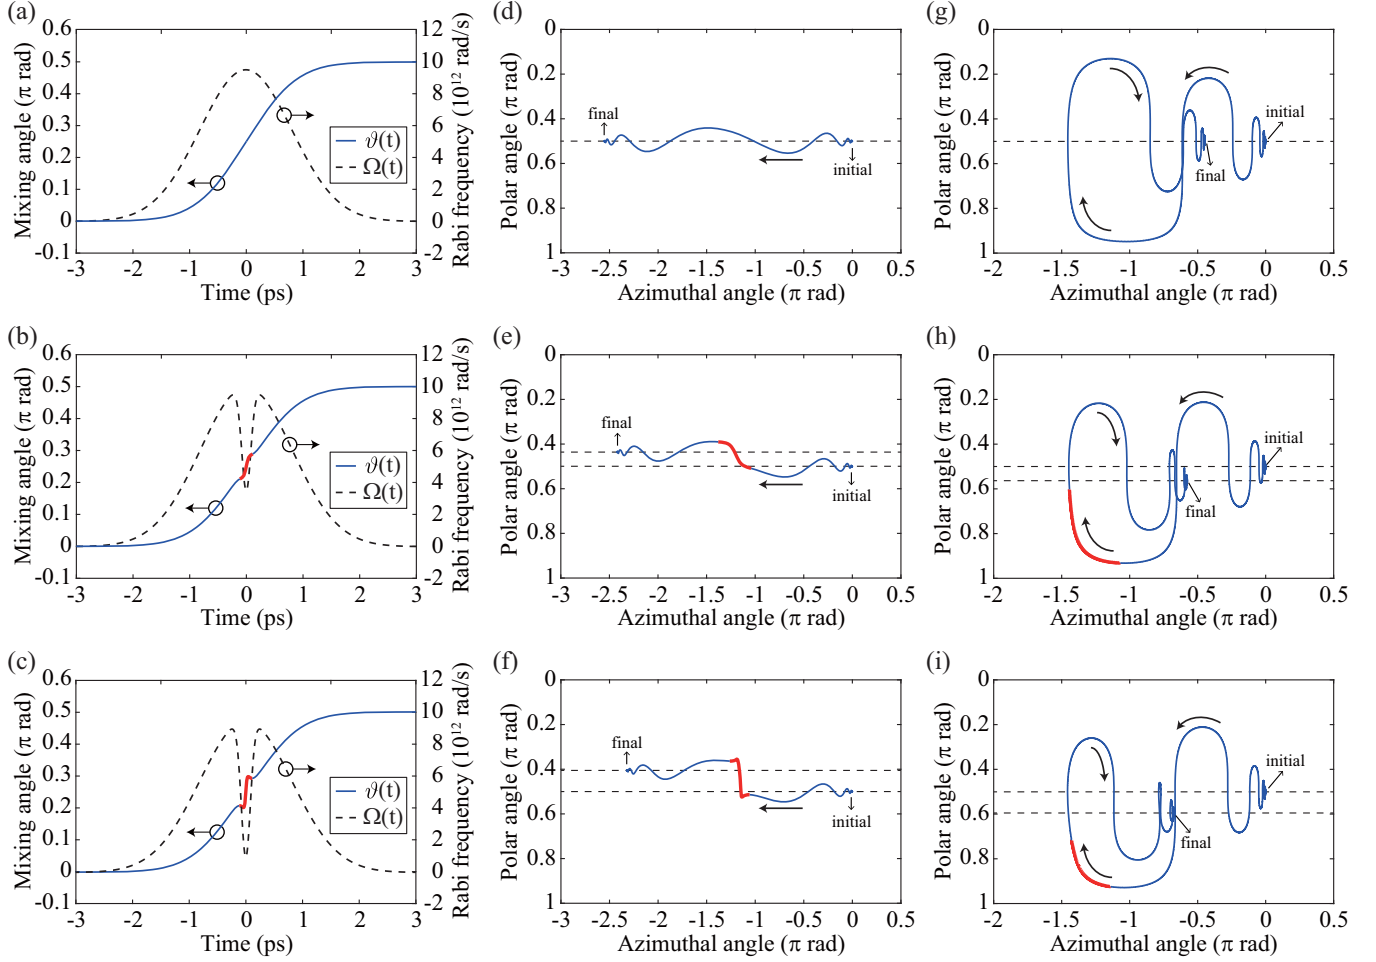 (a)
0.6
0.5
0.4
0.3
0.2
0.1
0
-0.1
Mixing angle (π rad)
12
10
8
6
4
2
0
-2
Rabi frequency (10¹² rad/s)
ϑ(t)
Ω(t)
-3 -2 -1 0 1 2 3
Time (ps)
(d)
0
0.2
0.4
0.6
0.8
1
Polar angle (π rad)
final
initial
-3 -2.5 -2 -1.5 -1 -0.5 0 0.5
Azimuthal angle (π rad)
(g)
0
0.2
0.4
0.6
0.8
1
initial
final
-2 -1.5 -1 -0.5 0 0.5
Azimuthal angle (π rad)
(b)
0.6
0.5
0.4
0.3
0.2
0.1
0
-0.1
Mixing angle (π rad)
12
10
8
6
4
2
0
-2
Rabi frequency (10¹² rad/s)
ϑ(t)
Ω(t)
-3 -2 -1 0 1 2 3
Time (ps)
(e)
0
0.2
0.4
0.6
0.8
1
Polar angle (π rad)
final
initial
-3 -2.5 -2 -1.5 -1 -0.5 0 0.5
Azimuthal angle (π rad)
(h)
0
0.2
0.4
0.6
0.8
1
initial
final
-2 -1.5 -1 -0.5 0 0.5
Azimuthal angle (π rad)
(c)
0.6
0.5
0.4
0.3
0.2
0.1
0
-0.1
Mixing angle (π rad)
12
10
8
6
4
2
0
-2
Rabi frequency (10¹² rad/s)
ϑ(t)
Ω(t)
-3 -2 -1 0 1 2 3
Time (ps)
(f)
0
0.2
0.4
0.6
0.8
1
Polar angle (π rad)
final
initial
-3 -2.5 -2 -1.5 -1 -0.5 0 0.5
Azimuthal angle (π rad)
(i)
0
0.2
0.4
0.6
0.8
1
initial
final
-2 -1.5 -1 -0.5 0 0.5
Azimuthal angle (π rad)